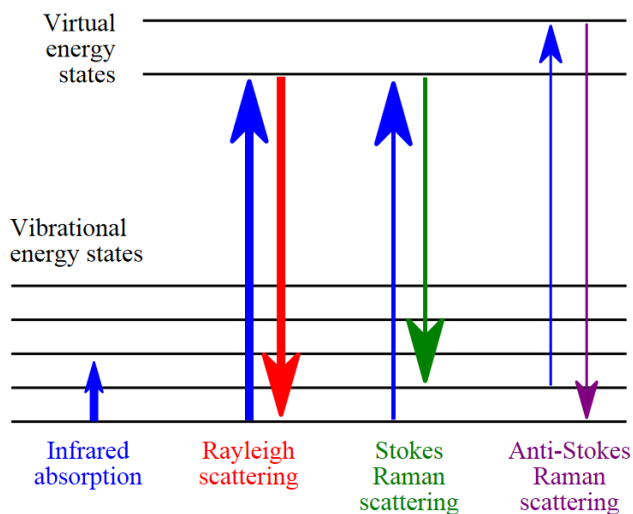 Virtual
energy
states
Vibrational
energy states
Infrared
absorption
Rayleigh
scattering
Stokes
Raman
scattering
Anti-Stokes
Raman
scattering